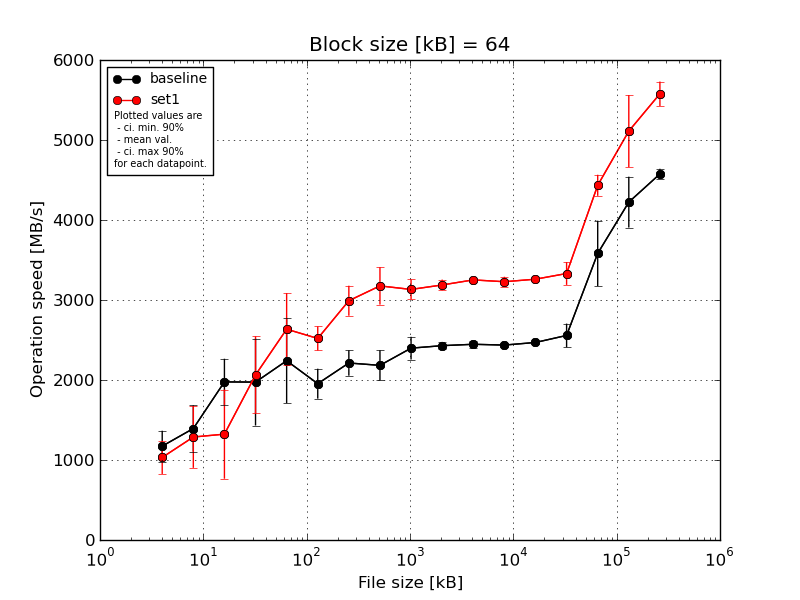 Block size [kB] = 64
6000
5000
4000
3000
2000
1000
0
Operation speed [MB/s]
baseline
set1
Plotted values are
- ci. min. 90%
- mean val.
- ci. max 90%
for each datapoint.
10^0 10^1 10^2 10^3 10^4 10^5 10^6
File size [kB]